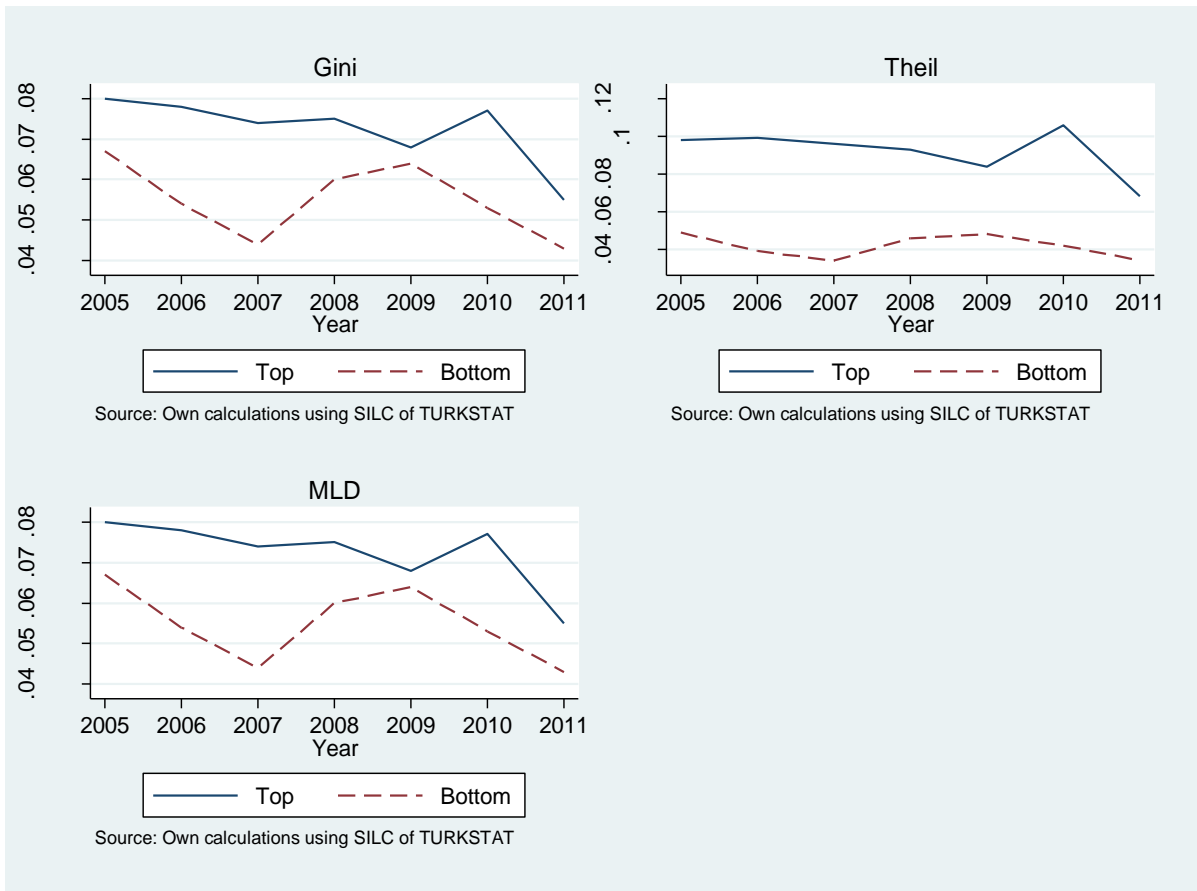 Gini
.08
.07
.06
.05
.04
2005 2006 2007 2008 2009 2010 2011
Year
Top Bottom
Source: Own calculations using SILC of TURKSTAT
Theil
.12
.1
.08
.06
.04
2005 2006 2007 2008 2009 2010 2011
Year
Top Bottom
Source: Own calculations using SILC of TURKSTAT
MLD
.08
.07
.06
.05
.04
2005 2006 2007 2008 2009 2010 2011
Year
Top Bottom
Source: Own calculations using SILC of TURKSTAT